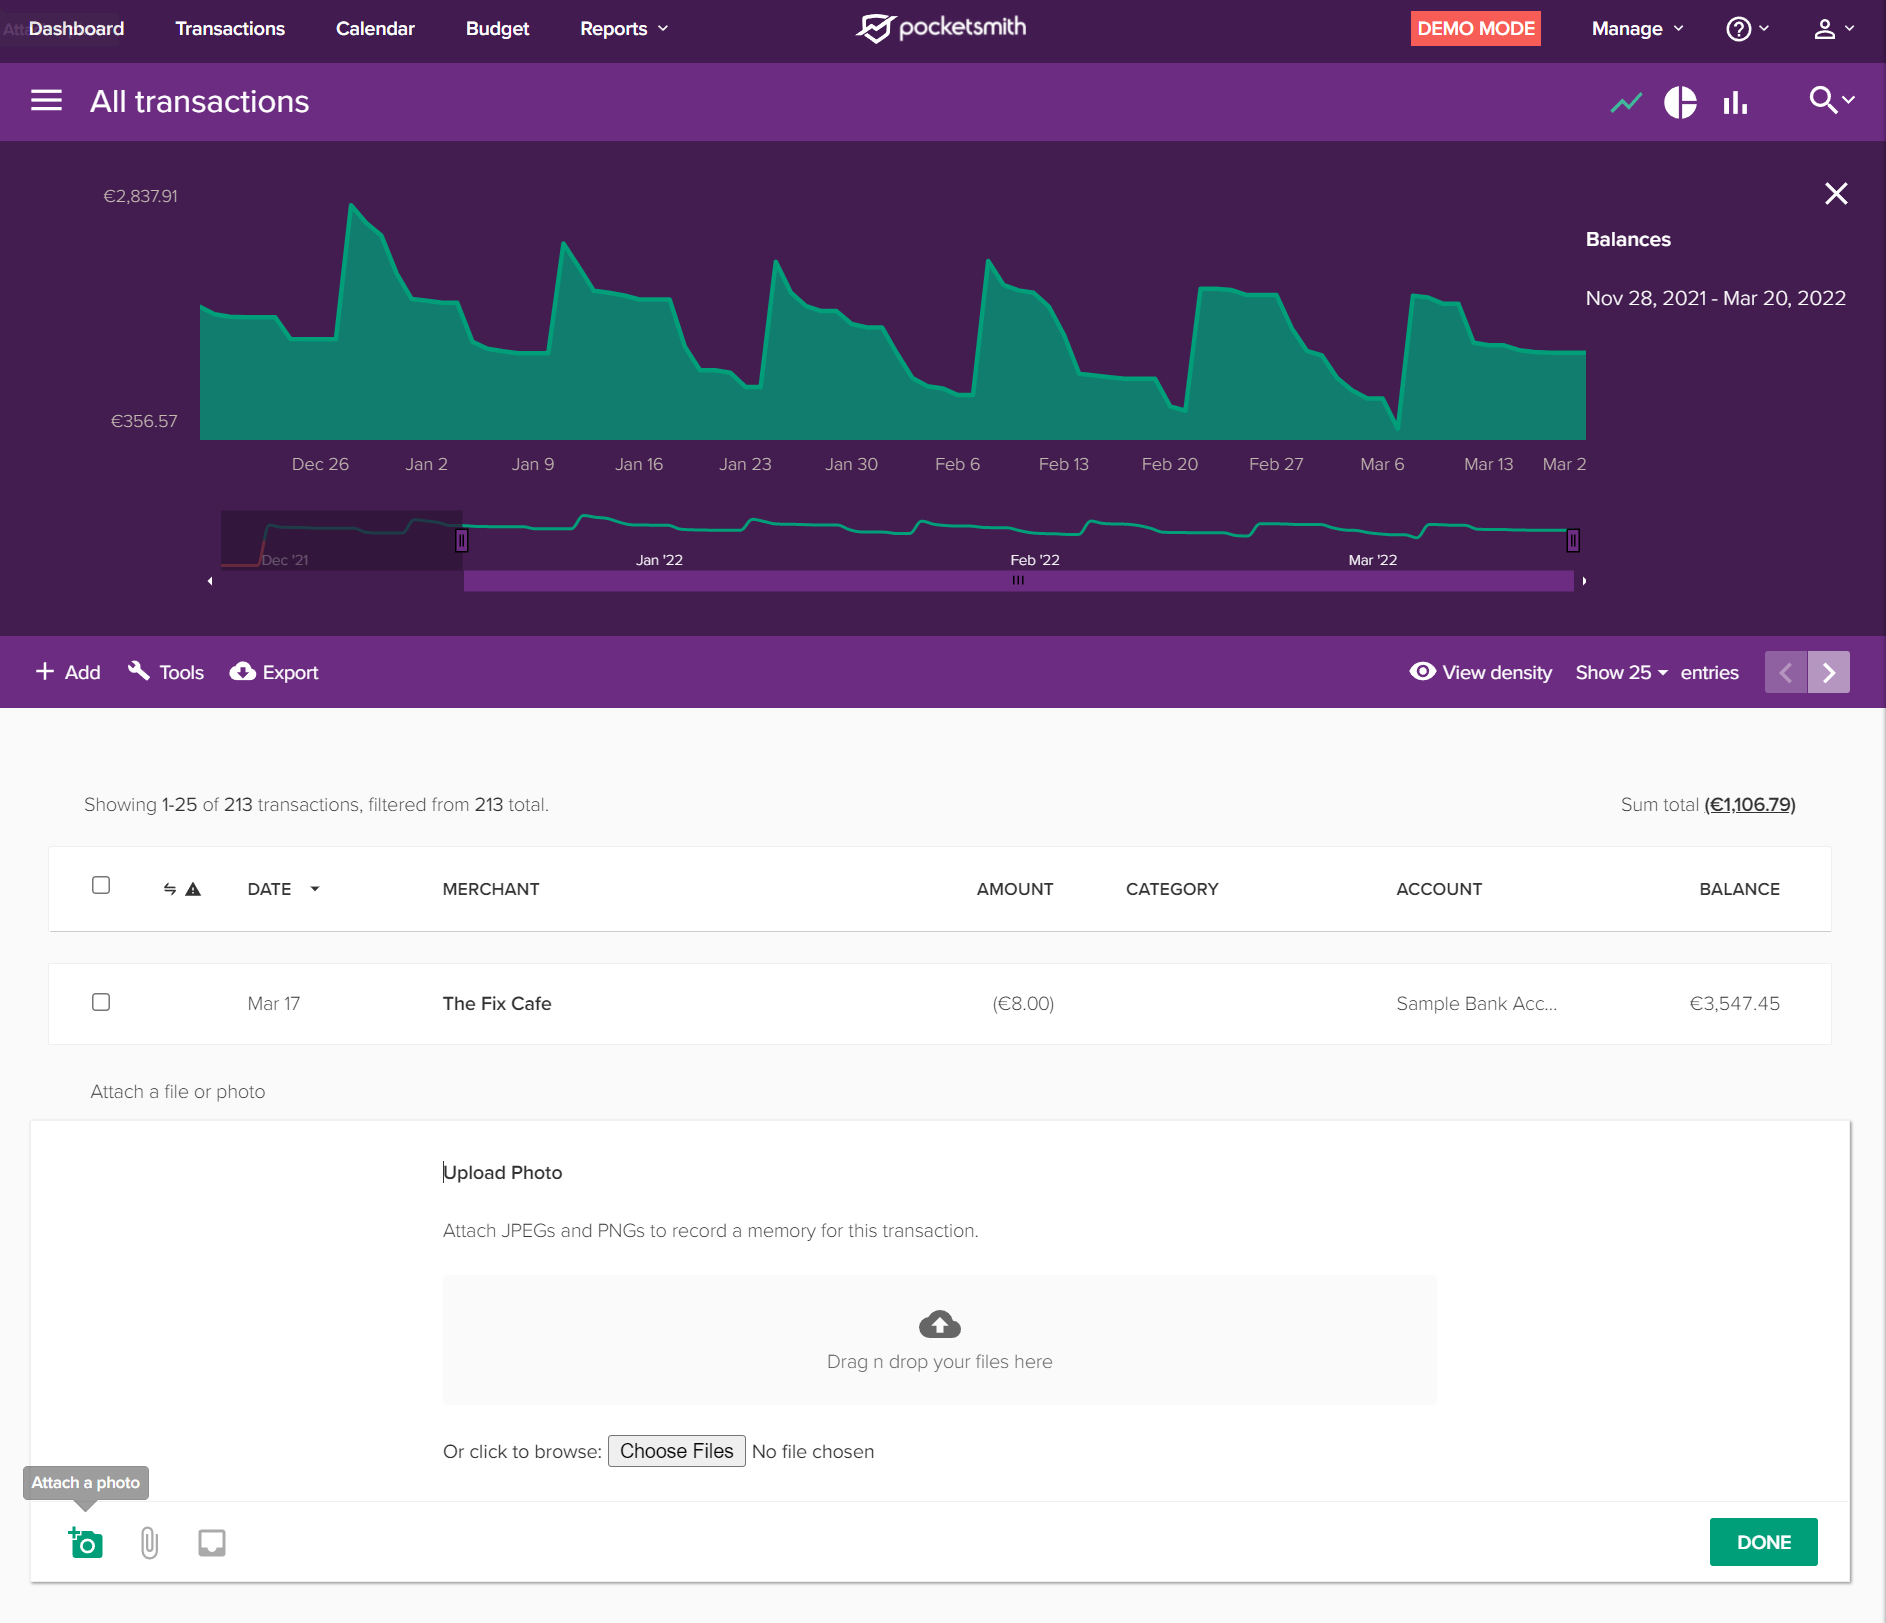 Dashboard Transactions Calendar Budget Reports pocketsmith DEMO MODE Manage
All transactions
€2,837.91
Balances
Nov 28, 2021 - Mar 20, 2022
€356.57
Dec 26 Jan 2 Jan 9 Jan 16 Jan 23 Jan 30 Feb 6 Feb 13 Feb 20 Feb 27 Mar 6 Mar 13 Mar 2
Dec '21 Jan '22 Feb '22 Mar '22
Add Tools Export View density Show 25 entries
Showing 1-25 of 213 transactions, filtered from 213 total. Sum total (€1,106.79)
DATE MERCHANT AMOUNT CATEGORY ACCOUNT BALANCE
Mar 17 The Fix Cafe (€8.00) Sample Bank Acc... €3,547.45
Attach a file or photo
Upload Photo
Attach JPEGs and PNGs to record a memory for this transaction.
Drag n drop your files here
Or click to browse: Choose Files No file chosen
Attach a photo
DONE